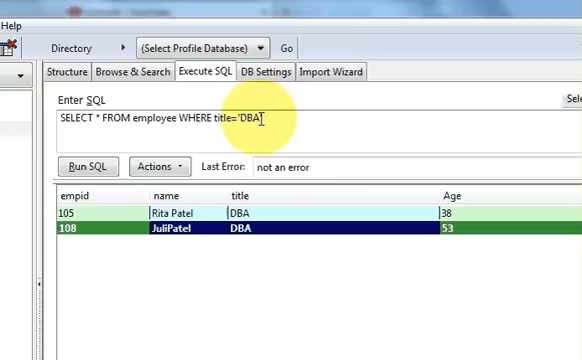 Help
Directory (Select Profile Database) Go
Structure Browse & Search Execute SQL DB Settings Import Wizard
Enter SQL
SELECT * FROM employee WHERE title='DBA
Run SQL Actions Last Error: not an error
empid name title Age
105 Rita Patel DBA 38
108 JuliPatel DBA 53